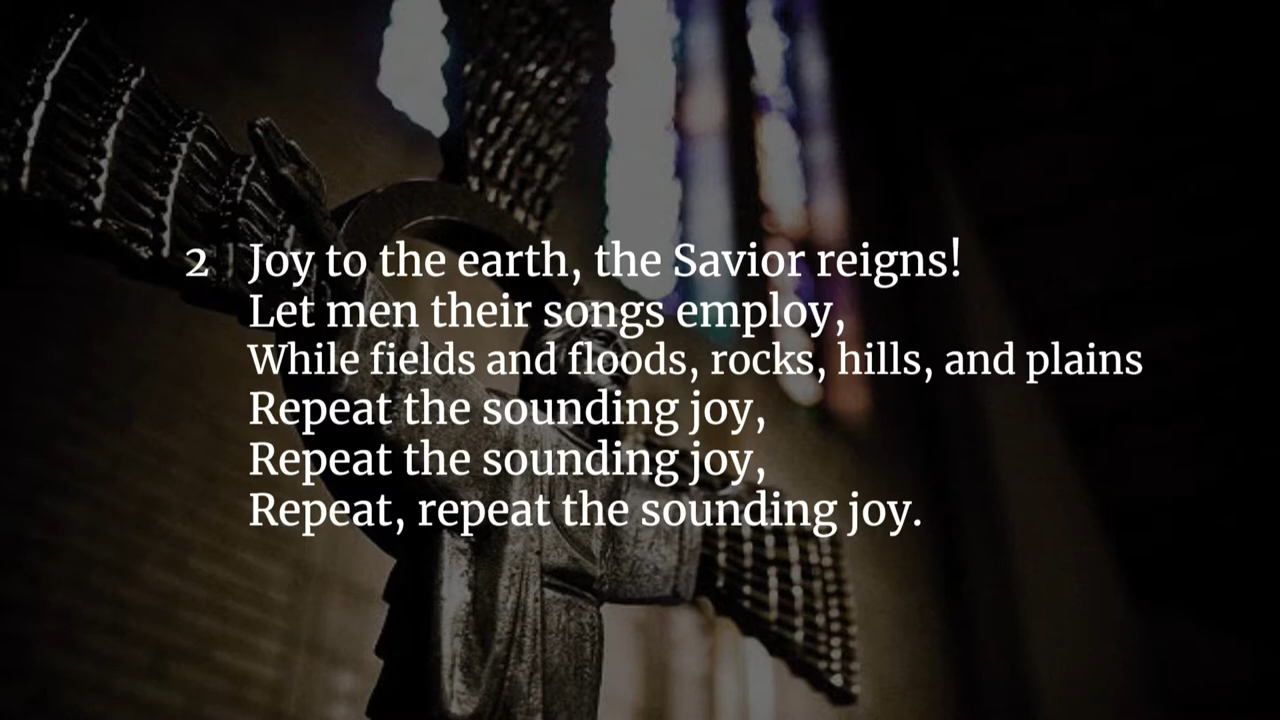 2 Joy to the earth, the Savior reigns!
Let men their songs employ,
While fields and floods, rocks, hills, and plains
Repeat the sounding joy,
Repeat the sounding joy,
Repeat, repeat the sounding joy.